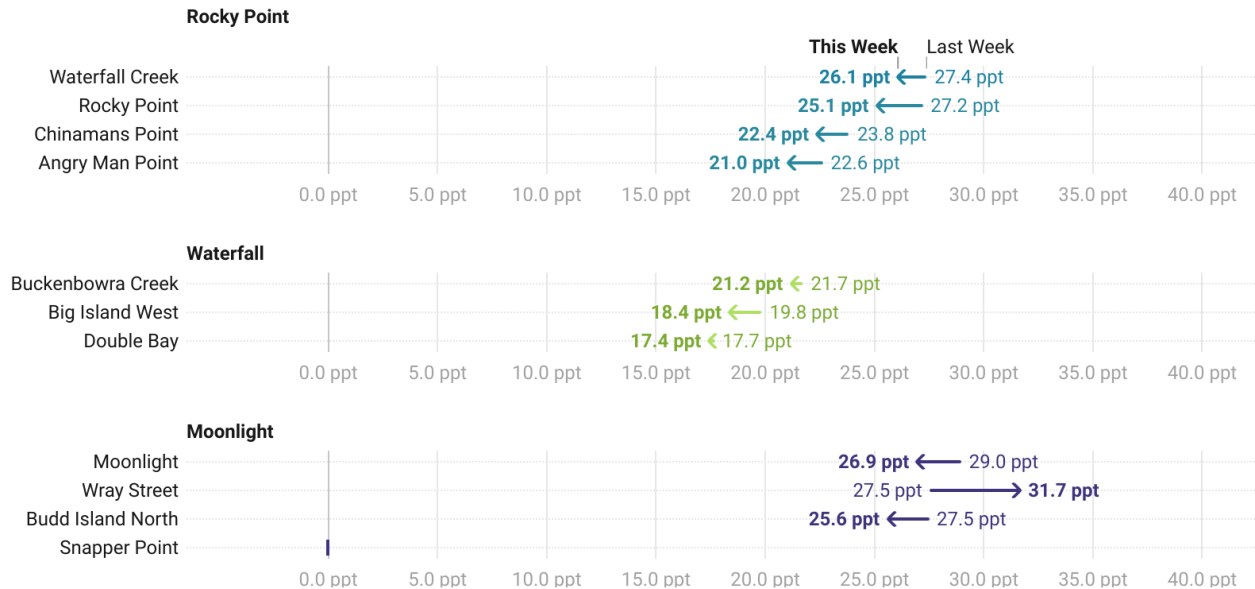 Rocky Point
This Week Last Week
Waterfall Creek 26.1 ppt 27.4 ppt
Rocky Point 25.1 ppt 27.2 ppt
Chinamans Point 22.4 ppt 23.8 ppt
Angry Man Point 21.0 ppt 22.6 ppt
0.0 ppt 5.0 ppt 10.0 ppt 15.0 ppt 20.0 ppt 25.0 ppt 30.0 ppt 35.0 ppt 40.0 ppt
Waterfall
Buckenbowra Creek 21.2 ppt 21.7 ppt
Big Island West 18.4 ppt 19.8 ppt
Double Bay 17.4 ppt 17.7 ppt
0.0 ppt 5.0 ppt 10.0 ppt 15.0 ppt 20.0 ppt 25.0 ppt 30.0 ppt 35.0 ppt 40.0 ppt
Moonlight
Moonlight 26.9 ppt 29.0 ppt
Wray Street 27.5 ppt 31.7 ppt
Budd Island North 25.6 ppt 27.5 ppt
Snapper Point
0.0 ppt 5.0 ppt 10.0 ppt 15.0 ppt 20.0 ppt 25.0 ppt 30.0 ppt 35.0 ppt 40.0 ppt